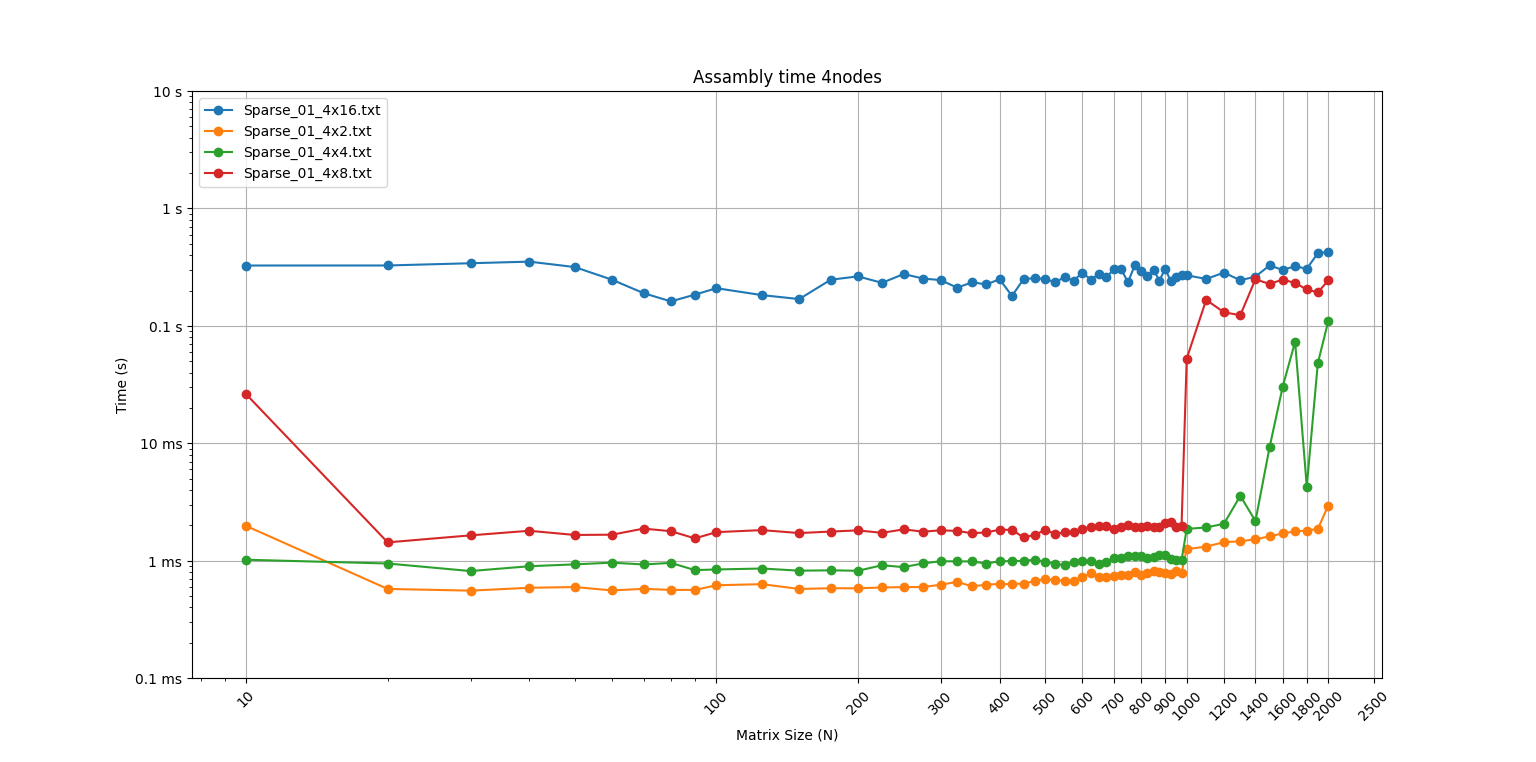 Assambly time 4nodes
Sparse_01_4x16.txt
Sparse_01_4x2.txt
Sparse_01_4x4.txt
Sparse_01_4x8.txt
10 s
1 s
0.1 s
10 ms
1 ms
0.1 ms
Time (s)
10 100 200 300 400 500 600 700 800 900 1000 1200 1400 1600 1800 2000 2500
Matrix Size (N)